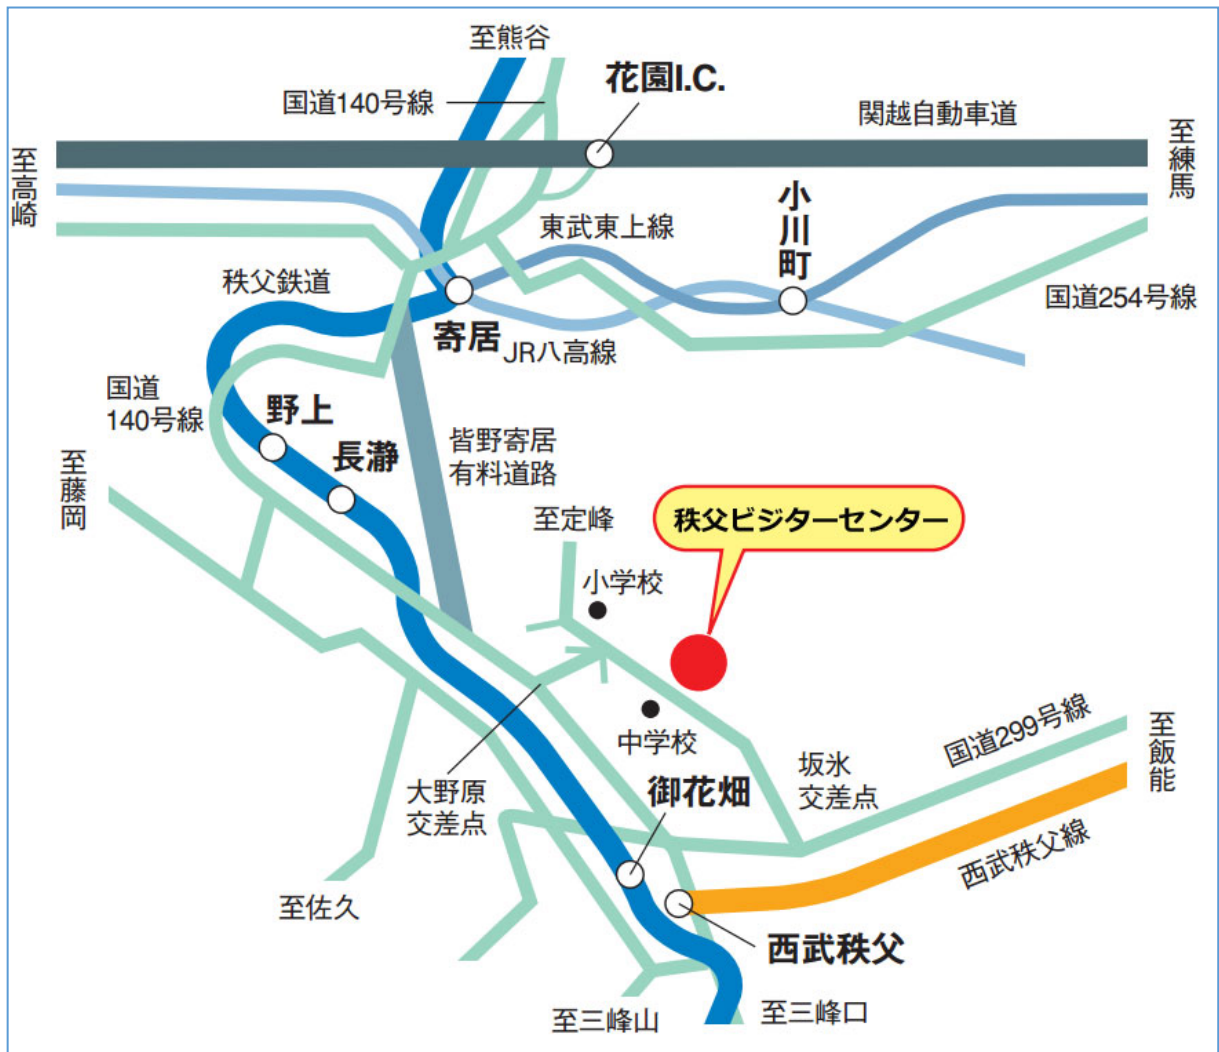 至熊谷
花園I.C.
国道140号線
関越自動車道
至高崎
至練馬
小川町
東武東上線
秩父鉄道
国道254号線
寄居
JR八高線
国道
140号線
野上
長瀞
皆野寄居
有料道路
至藤岡
至定峰
秩父ビジターセンター
小学校
中学校
国道299号線
至飯能
坂氷
交差点
大野原
交差点
御花畑
西武秩父線
至佐久
西武秩父
至三峰山
至三峰口